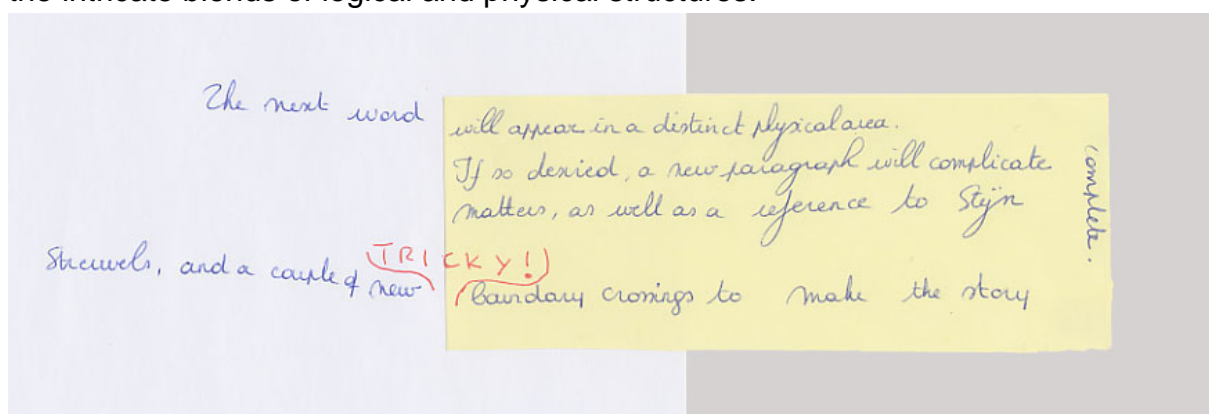 the intricate blends of logical and physical structures.
The next word will appear in a distinct physical area.
If so desired, a new paragraph will complicate
matters, as well as a reference to Stijn
Streuvels, and a couple of new boundary crossings to make the story
TRICKY!
complete.